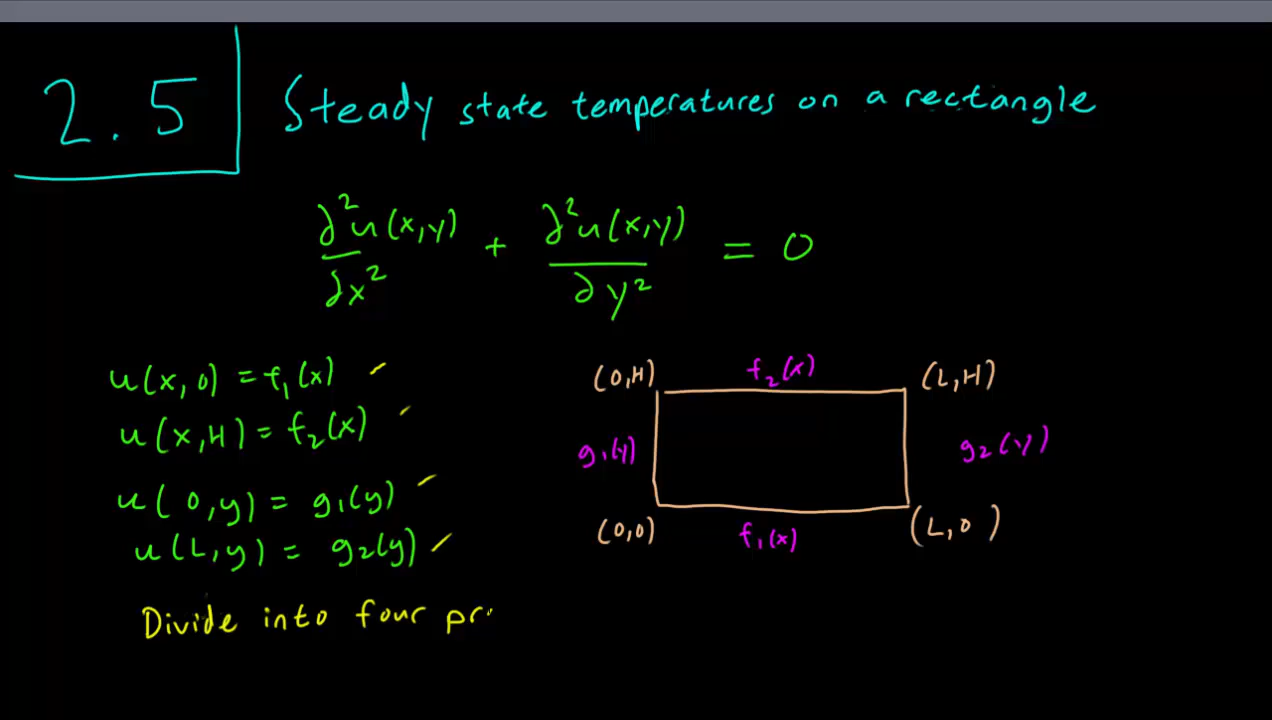 2.5 Steady state temperatures on a rectangle
∂²u(x,y)/∂x² + ∂²u(x,y)/∂y² = 0
u(x,0) = f₁(x)
u(x,H) = f₂(x)
u(0,y) = g₁(y)
u(L,y) = g₂(y)
(0,H) f₂(x) (L,H)
g₁(y) g₂(y)
(0,0) f₁(x) (L,0)
Divide into four pr